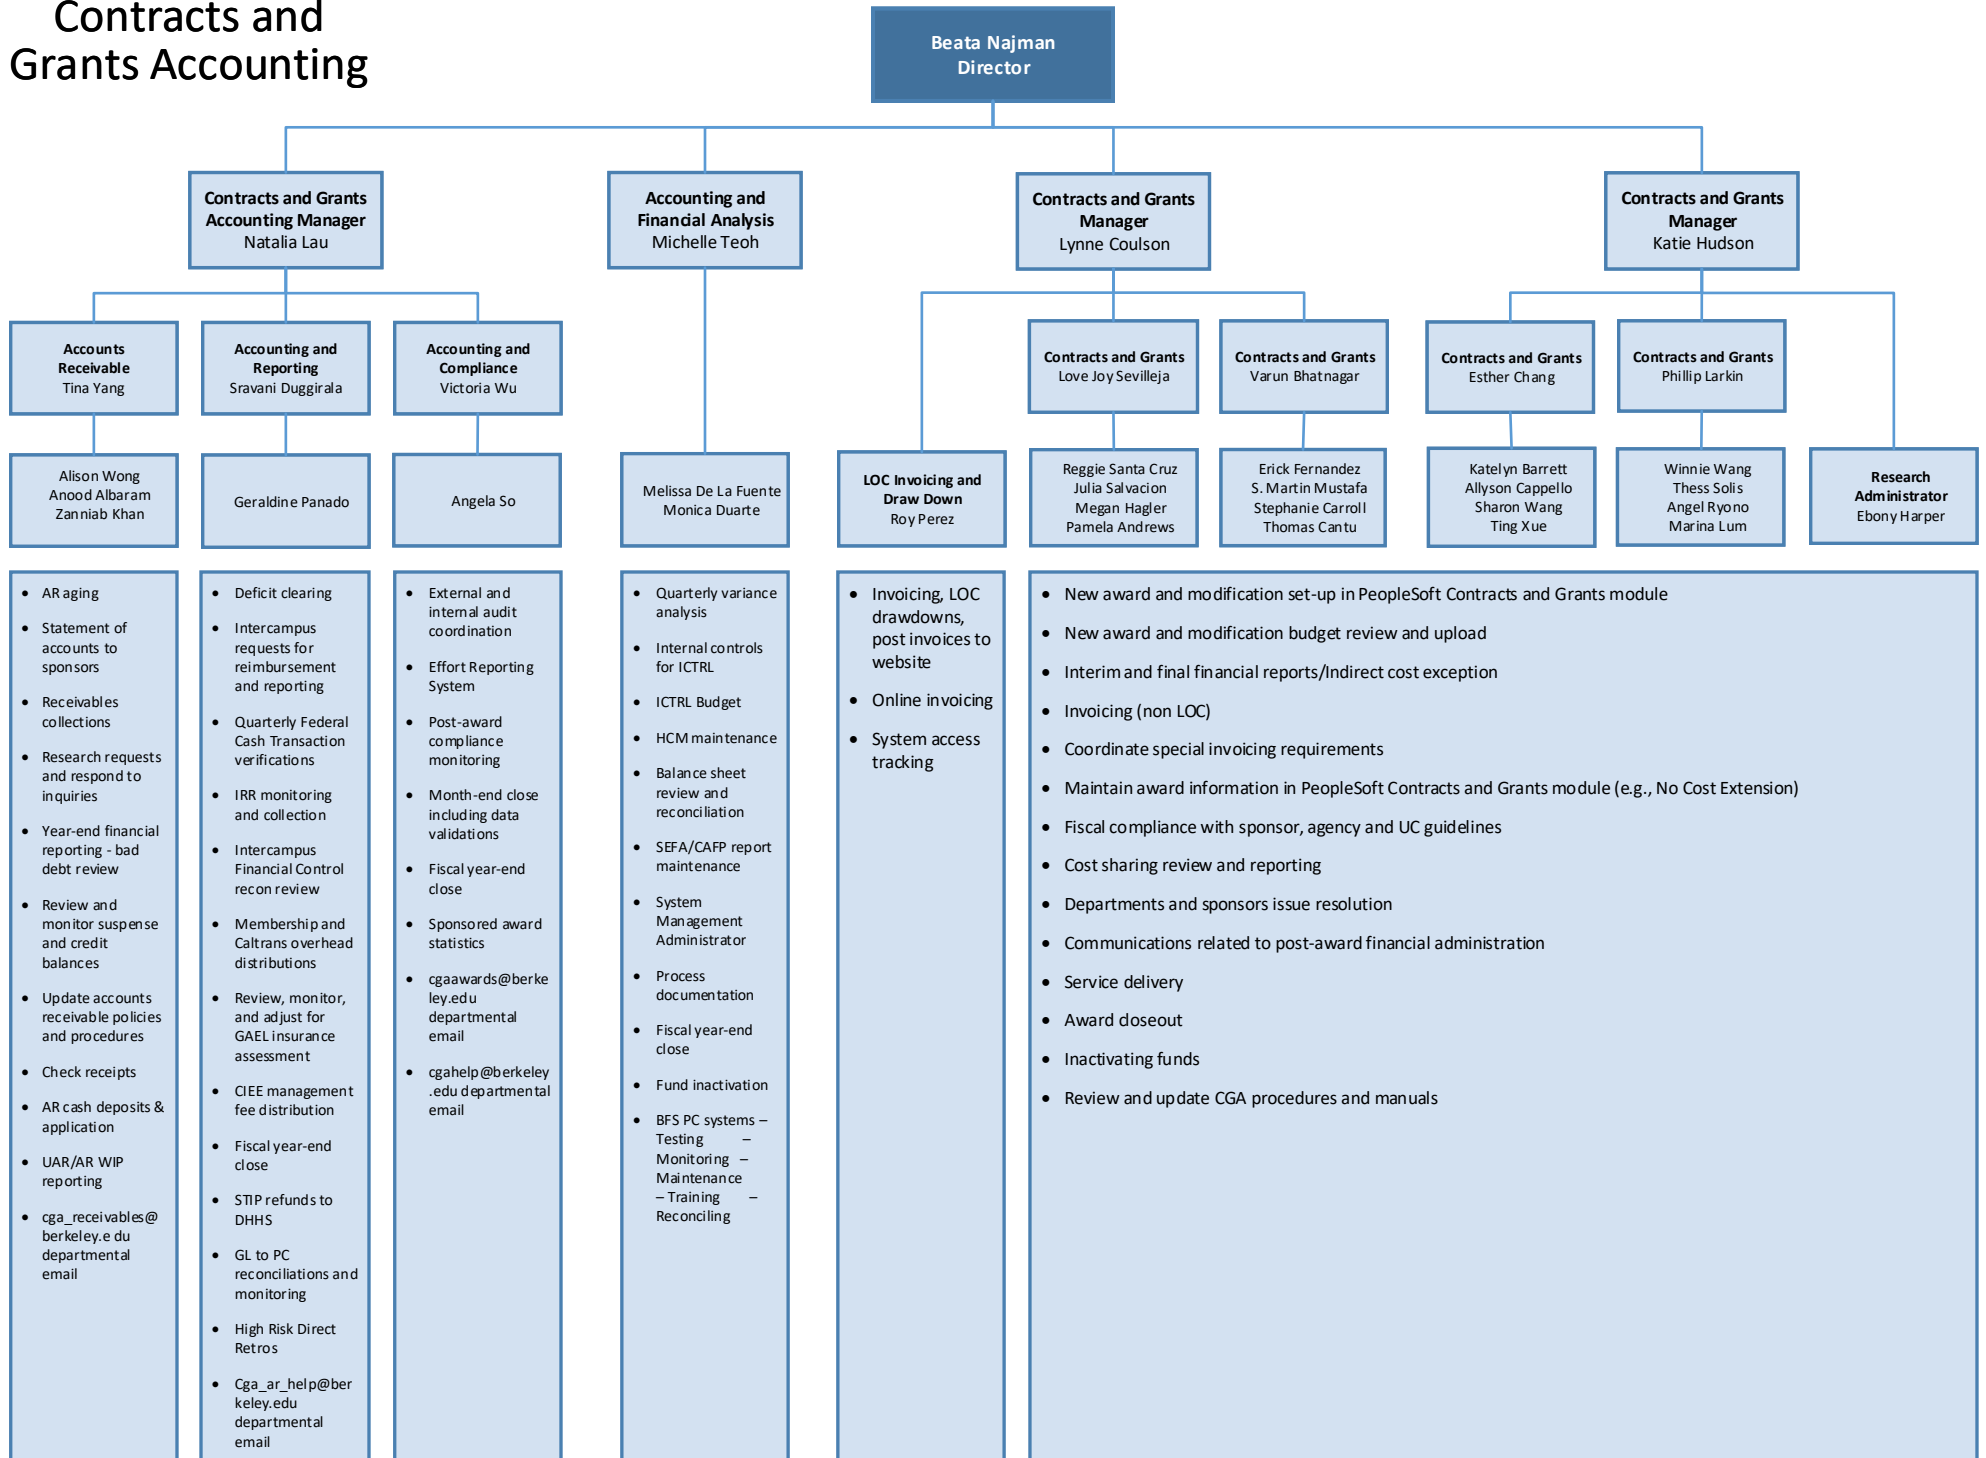 Contracts and
Grants Accounting
Beata Najman
Director
Contracts and Grants
Accounting Manager
Natalia Lau
Accounting and
Financial Analysis
Michelle Teoh
Contracts and Grants
Manager
Lynne Coulson
Contracts and Grants
Manager
Katie Hudson
Accounts
Receivable
Tina Yang
Accounting and
Reporting
Sravani Duggirala
Accounting and
Compliance
Victoria Wu
Contracts and Grants
Love Joy Sevilleja
Contracts and Grants
Varun Bhatnagar
Contracts and Grants
Esther Chang
Contracts and Grants
Phillip Larkin
Alison Wong
Anood Albaram
Zanniab Khan
Geraldine Panado
Angela So
Melissa De La Fuente
Monica Duarte
LOC Invoicing and
Draw Down
Roy Perez
Reggie Santa Cruz
Julia Salvacion
Megan Hagler
Pamela Andrews
Erick Fernandez
S. Martin Mustafa
Stephanie Carroll
Thomas Cantu
Katelyn Barrett
Allyson Cappello
Sharon Wang
Ting Xue
Winnie Wang
Thess Solis
Angel Ryono
Marina Lum
Research
Administrator
Ebony Harper
• AR aging
• Statement of
accounts to
sponsors
• Receivables
collections
• Research requests
and respond to
inquiries
• Year-end financial
reporting - bad
debt review
• Review and
monitor suspense
and credit
balances
• Update accounts
receivable policies
and procedures
• Check receipts
• AR cash deposits &
application
• UAR/AR WIP
reporting
• cga_receivables@
berkeley.e du
departmental
email
• Deficit clearing
• Intercampus
requests for
reimbursement
and reporting
• Quarterly Federal
Cash Transaction
verifications
• IRR monitoring
and collection
• Intercampus
Financial Control
recon review
• Membership and
Caltrans overhead
distributions
• Review, monitor,
and adjust for
GAEL insurance
assessment
• CIEE management
fee distribution
• Fiscal year-end
close
• STIP refunds to
DHHS
• GL to PC
reconciliations and
monitoring
• High Risk Direct
Retros
• Cga_ar_help@ber
keley.edu
departmental
email
• External and
internal audit
coordination
• Effort Reporting
System
• Post-award
compliance
monitoring
• Month-end close
including data
validations
• Fiscal year-end
close
• Sponsored award
statistics
• cgaawards@berke
ley.edu
departmental
email
• cgahelp@berkeley
.edu departmental
email
• Quarterly variance
analysis
• Internal controls
for ICTRL
• ICTRL Budget
• HCM maintenance
• Balance sheet
review and
reconciliation
• SEFA/CAFP report
maintenance
• System
Management
Administrator
• Process
documentation
• Fiscal year-end
close
• Fund inactivation
• BFS PC systems –
Testing –
Monitoring –
Maintenance
– Training –
Reconciling
• Invoicing, LOC
drawdowns,
post invoices to
website
• Online invoicing
• System access
tracking
• New award and modification set-up in PeopleSoft Contracts and Grants module
• New award and modification budget review and upload
• Interim and final financial reports/Indirect cost exception
• Invoicing (non LOC)
• Coordinate special invoicing requirements
• Maintain award information in PeopleSoft Contracts and Grants module (e.g., No Cost Extension)
• Fiscal compliance with sponsor, agency and UC guidelines
• Cost sharing review and reporting
• Departments and sponsors issue resolution
• Communications related to post-award financial administration
• Service delivery
• Award closeout
• Inactivating funds
• Review and update CGA procedures and manuals